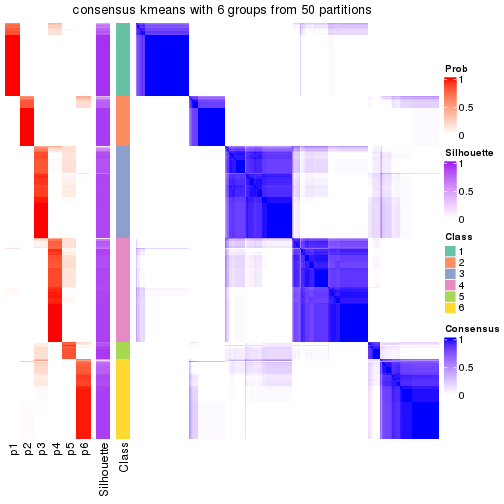 consensus kmeans with 6 groups from 50 partitions
Prob
1
0.5
0
Silhouette
1
0.5
0
Class
1
2
3
4
5
6
Consensus
1
0.5
0
p1
p2
p3
p4
p5
p6
Silhouette
Class